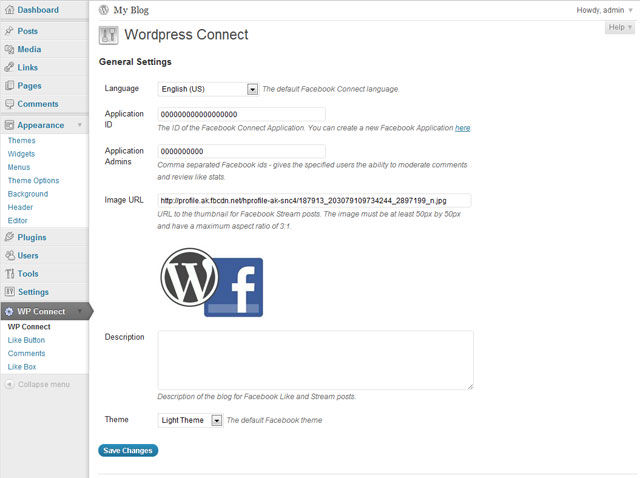 Dashboard
Posts
Media
Links
Pages
Comments
Appearance
Themes
Widgets
Menus
Theme Options
Background
Header
Editor
Plugins
Users
Tools
Settings
WP Connect
WP Connect
Like Button
Comments
Like Box
Collapse menu
My Blog
Howdy, admin
Help
Wordpress Connect
General Settings
Language English (US) The default Facebook Connect language
Application ID 000000000000000000
The ID of the Facebook Connect Application. You can create a new Facebook Application here.
Application Admins 0000000000
Comma separated Facebook ids - gives the specified users the ability to moderate comments
and review like stats.
Image URL http://profile.ak.fbcdn.net/hprofile-ak-snc4/187913_203079109734244_2897199_n.jpg
URL to the thumbnail for Facebook Stream posts. The image must be at least 50px by 50px
and have a maximum aspect ratio of 3:1.
W f
Description
Description of the blog for Facebook Like and Stream posts.
Theme Light Theme The default Facebook theme
Save Changes